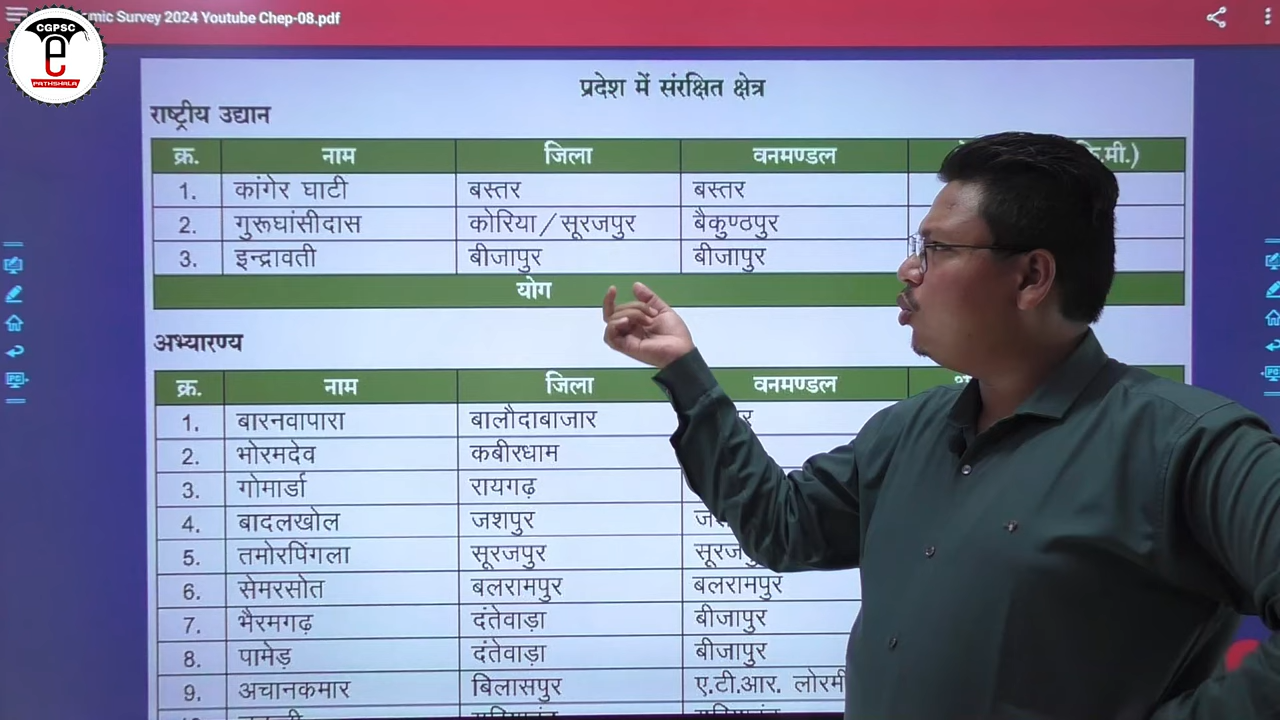 mic Survey 2024 Youtube Chep-08.pdf
CGPSC
e
PATHSHALA
प्रदेश में संरक्षित क्षेत्र
राष्ट्रीय उद्यान
क्र. नाम जिला वनमण्डल कि.मी.)
1. कांगेर घाटी बस्तर बस्तर
2. गुरूघांसीदास कोरिया/सूरजपुर बैकुण्ठपुर
3. इन्द्रावती बीजापुर बीजापुर
योग
अभ्यारण्य
क्र. नाम जिला वनमण्डल
1. बारनवापारा बालौदाबाजार
2. भोरमदेव कबीरधाम
3. गोमार्डा रायगढ़
4. बादलखोल जशपुर
5. तमोरपिंगला सूरजपुर सूरजपु
6. सेमरसोत बलरामपुर बलरामपुर
7. भैरमगढ़ दंतेवाड़ा बीजापुर
8. पामेड़ दंतेवाड़ा बीजापुर
9. अचानकमार बिलासपुर ए.टी.आर. लोरमी